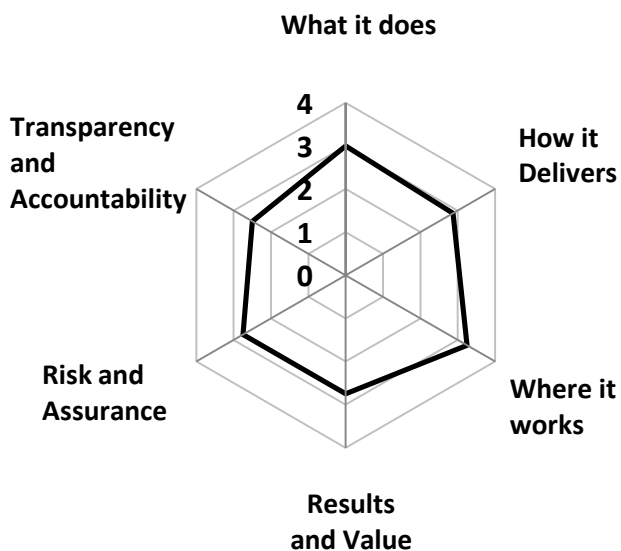 What it does
4
3
2
1
0
How it
Delivers
Where it
works
Results
and Value
Risk and
Assurance
Transparency
and
Accountability